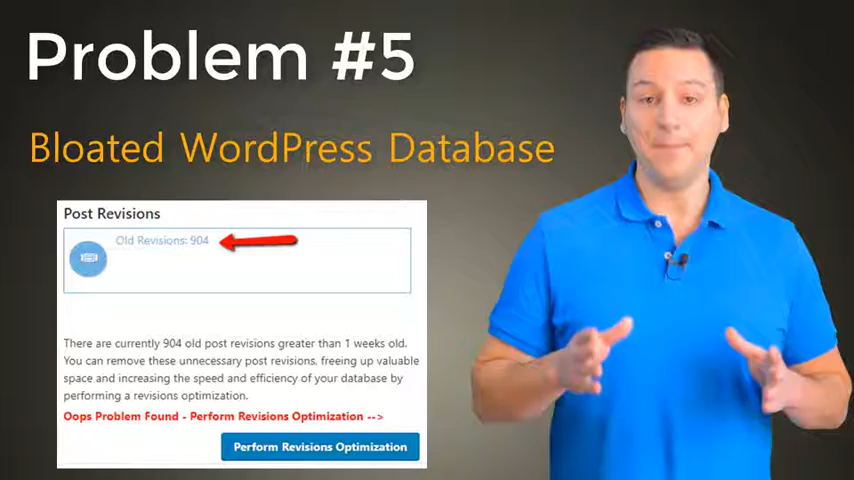 Problem #5
Bloated WordPress Database
Post Revisions
Old Revisions: 904
There are currently 904 old post revisions greater than 1 weeks old.
You can remove these unnecessary post revisions, freeing up valuable
space and increasing the speed and efficiency of your database by
performing a revisions optimization.
Oops Problem Found - Perform Revisions Optimization -->
Perform Revisions Optimization